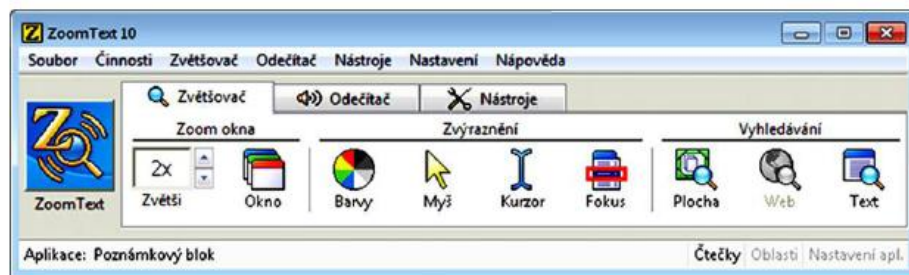 ZoomText 10
Soubor Činnosti Zvětšovač Odečítač Nástroje Nastavení Nápověda
Zvětšovač Odečítač Nástroje
Zoom okna Zvýraznění Vyhledávání
2x
Zvětši Okno Barvy Myš Kurzor Fokus Plocha Web Text
ZoomText
Aplikace: Poznámkový blok Čtečky Oblasti Nastavení apl.